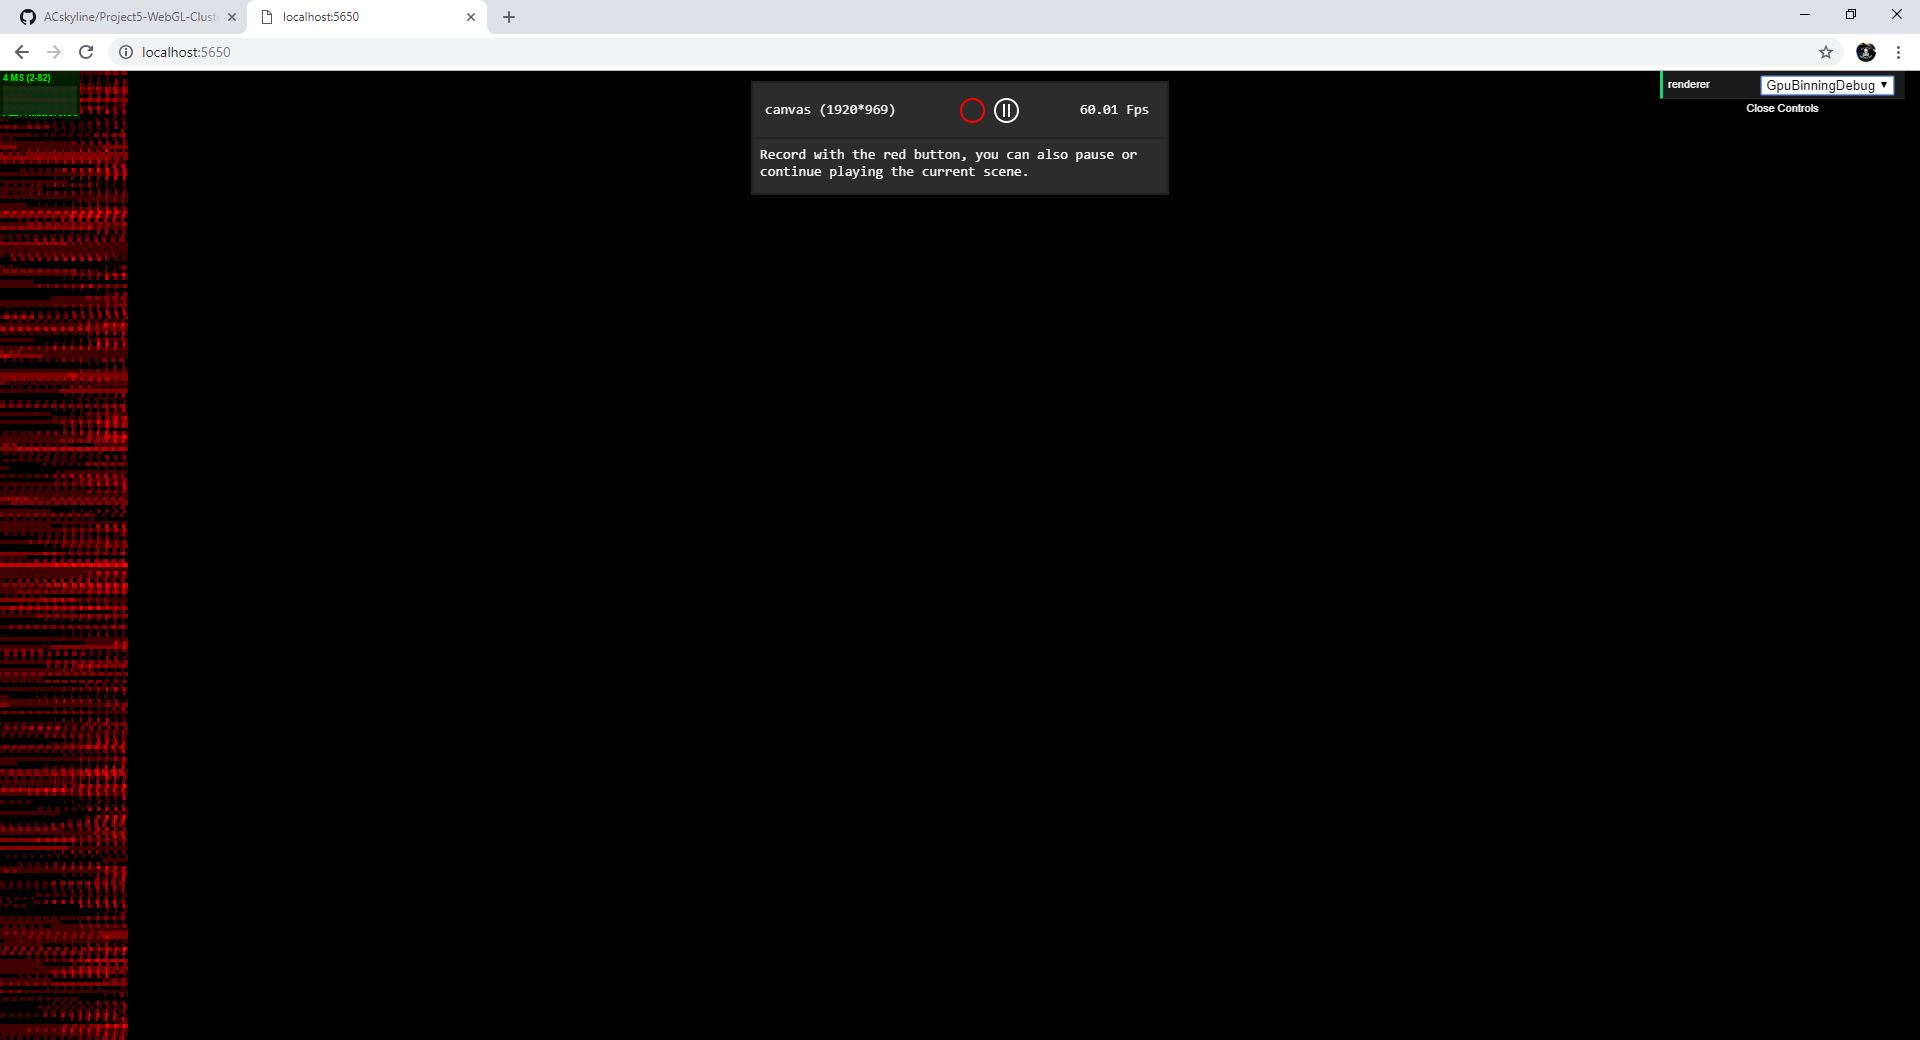 ACskyline/Project5-WebGL-Clust
localhost:5650
localhost:5650
4 MS (2-82)
canvas (1920*969)
60.01 Fps
Record with the red button, you can also pause or
continue playing the current scene.
renderer
GpuBinningDebug
Close Controls